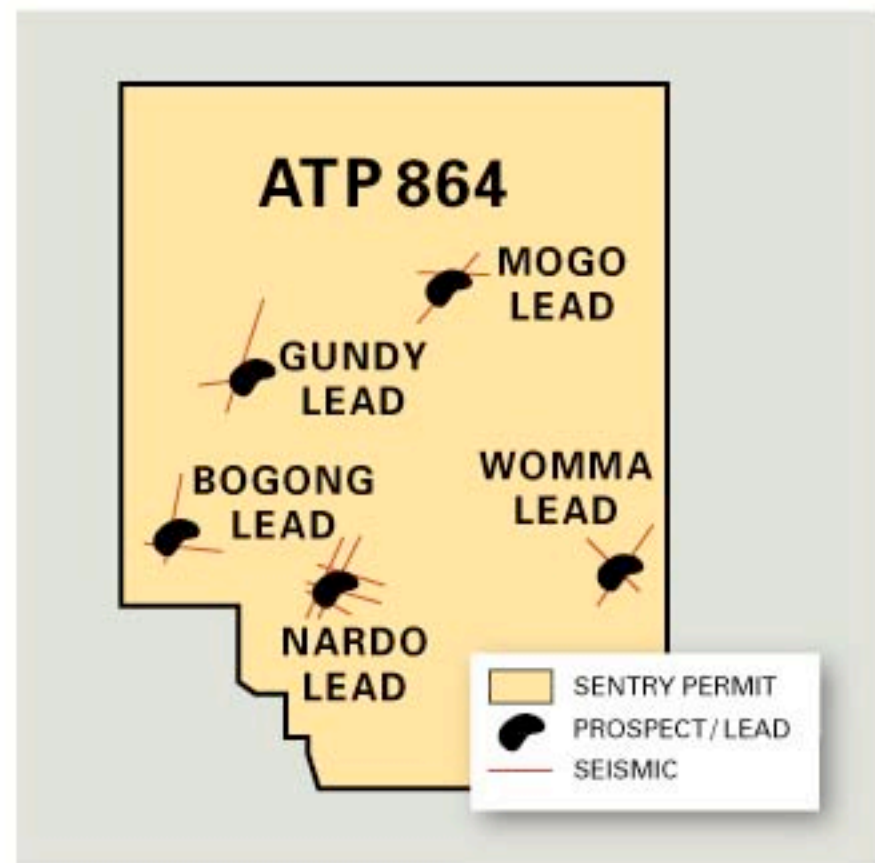 ATP 864
MOGO
LEAD
GUNDY
LEAD
BOGONG
LEAD
WOMMA
LEAD
NARDO
LEAD
SENTRY PERMIT
PROSPECT / LEAD
SEISMIC